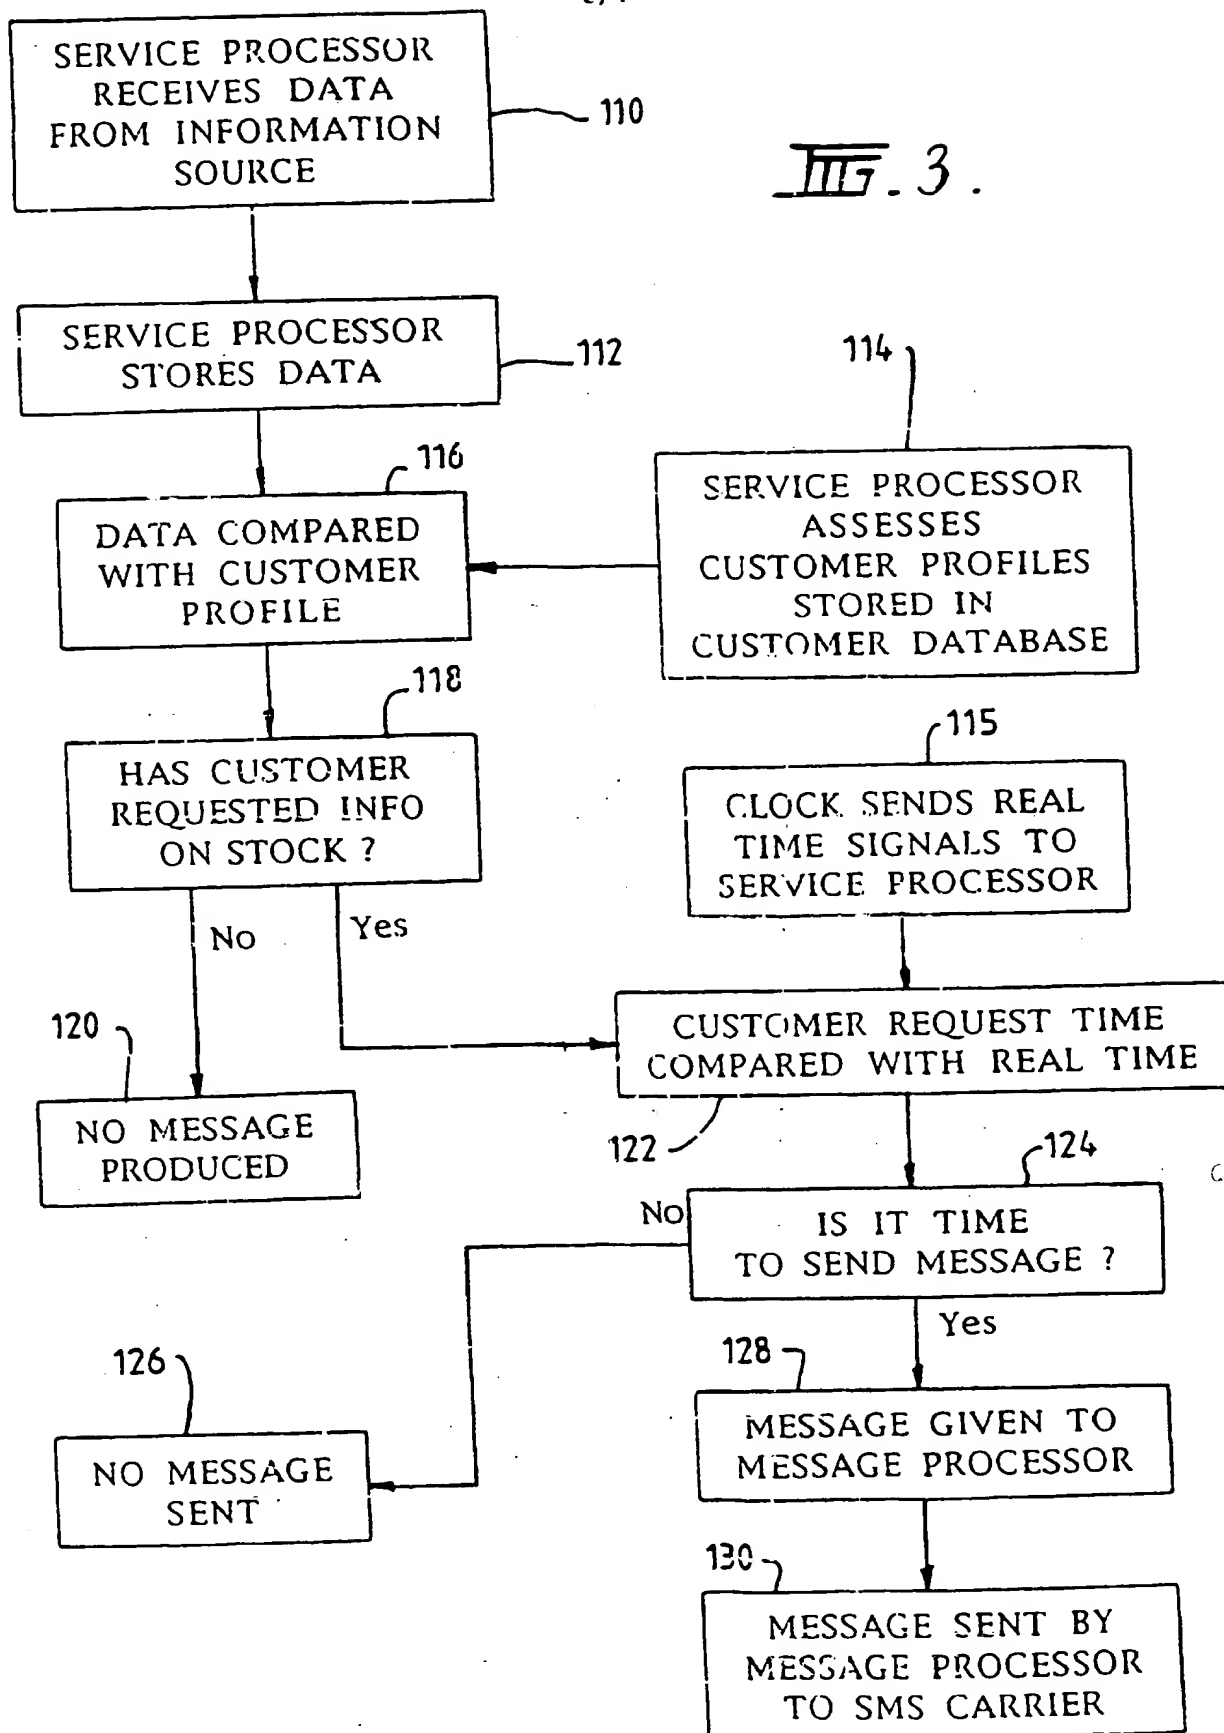 SERVICE PROCESSOR
RECEIVES DATA
FROM INFORMATION
SOURCE
110
FIG. 3.
SERVICE PROCESSOR
STORES DATA
112
114
116
DATA COMPARED
WITH CUSTOMER
PROFILE
SERVICE PROCESSOR
ASSESSES
CUSTOMER PROFILES
STORED IN
CUSTOMER DATABASE
118
HAS CUSTOMER
REQUESTED INFO
ON STOCK ?
115
CLOCK SENDS REAL
TIME SIGNALS TO
SERVICE PROCESSOR
No
Yes
120
NO MESSAGE
PRODUCED
CUSTOMER REQUEST TIME
COMPARED WITH REAL TIME
122
124
No
IS IT TIME
TO SEND MESSAGE ?
Yes
126
NO MESSAGE
SENT
128
MESSAGE GIVEN TO
MESSAGE PROCESSOR
130
MESSAGE SENT BY
MESSAGE PROCESSOR
TO SMS CARRIER